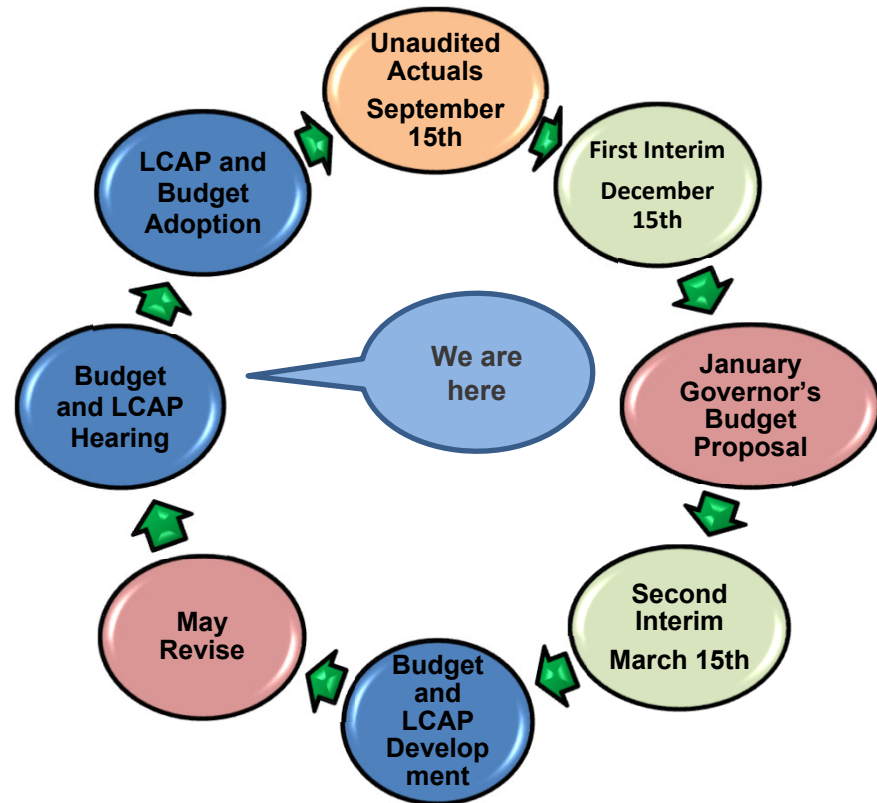 Unaudited
Actuals
September
15th
First Interim
December
15th
January
Governor’s
Budget
Proposal
Second
Interim
March 15th
Budget
and
LCAP
Develop
ment
May
Revise
Budget
and LCAP
Hearing
LCAP and
Budget
Adoption
We are
here